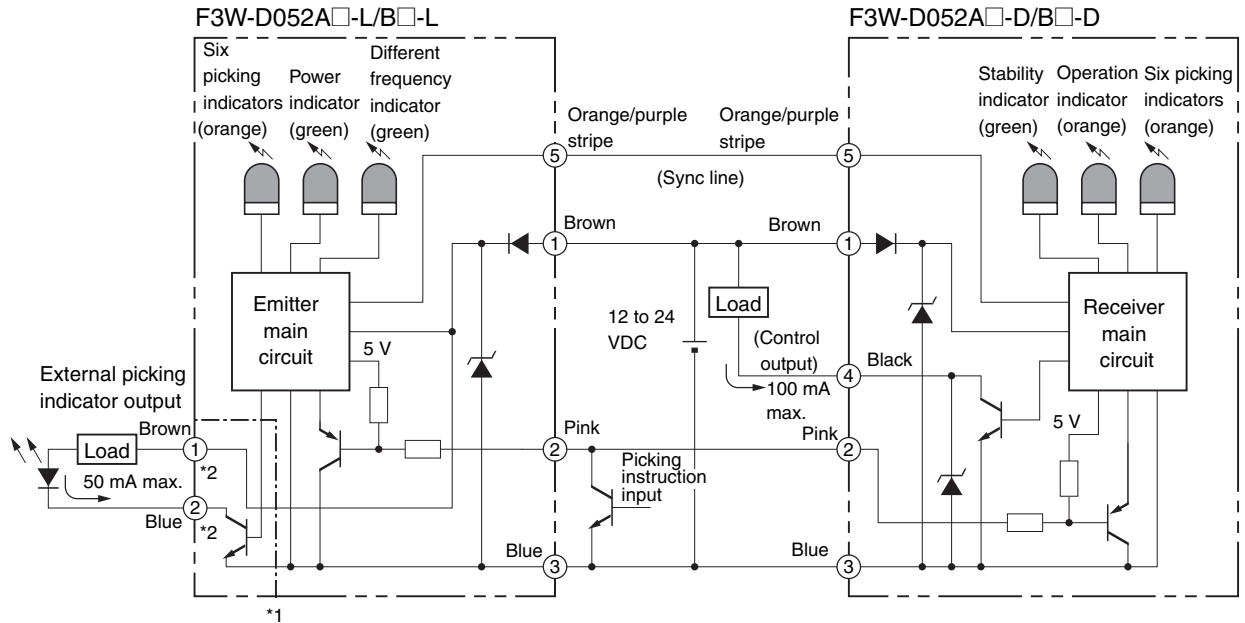 F3W-D052A□-L/B□-L
F3W-D052A□-D/B□-D
Six
picking
indicators
(orange)
Power
indicator
(green)
Different
frequency
indicator
(green)
Orange/purple
stripe
Orange/purple
stripe
Stability
indicator
(green)
Operation
indicator
(orange)
Six picking
indicators
(orange)
5
5
(Sync line)
Brown
Brown
1
1
Emitter
main
circuit
Load
Receiver
main
circuit
12 to 24
VDC
(Control
output)
5 V
Black
4
100 mA
max.
External picking
indicator output
Brown
Load
1
*2
50 mA max.
2
Blue
*2
Pink
2
Pink
2
5 V
Picking
instruction
input
Blue
3
Blue
3
*1